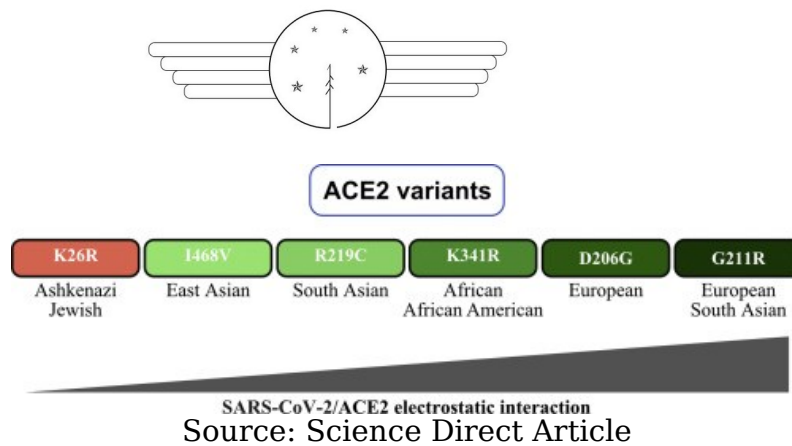 ACE2 variants
K26R I468V R219C K341R D206G G211R
Ashkenazi East Asian South Asian African European European
Jewish African American South Asian
SARS-CoV-2/ACE2 electrostatic interaction
Source: Science Direct Article